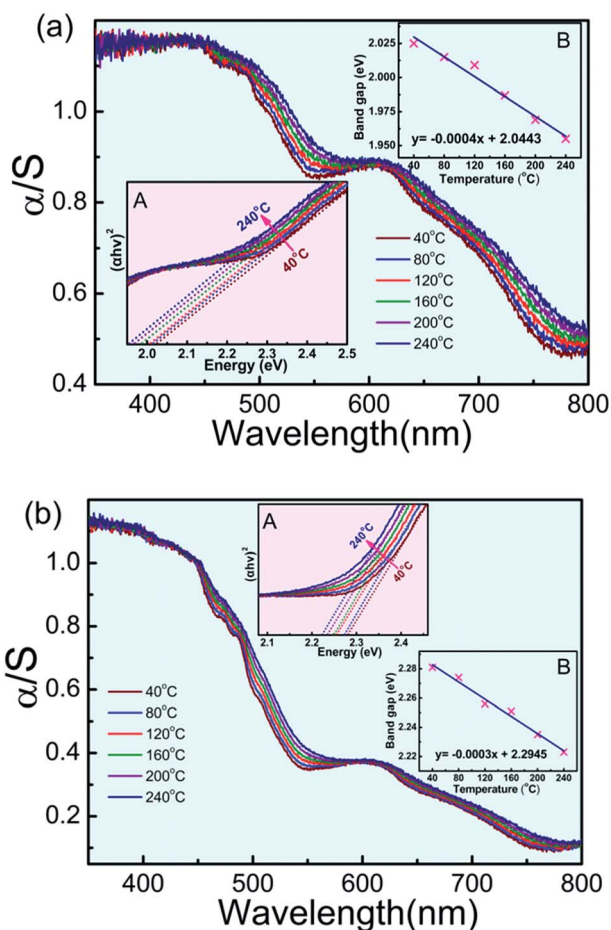 (a)
α/S
1.0
0.8
0.6
0.4
400 500 600 700 800
Wavelength(nm)
B
Band gap (eV)
2.025
2.000
1.975
1.950
y= -0.0004x + 2.0443
40 80 120 160 200 240
Temperature (°C)
A
(αhν)²
240°C
40°C
2.0 2.1 2.2 2.3 2.4 2.5
Energy (eV)
40°C
80°C
120°C
160°C
200°C
240°C
(b)
α/S
1.0
0.8
0.6
0.4
0.2
400 500 600 700 800
Wavelength(nm)
A
(αhν)²
240°C
40°C
2.1 2.2 2.3 2.4
Energy (eV)
B
Band gap (eV)
2.28
2.26
2.24
2.22
y= -0.0003x + 2.2945
40 80 120 160 200 240
Temperature (°C)
40°C
80°C
120°C
160°C
200°C
240°C